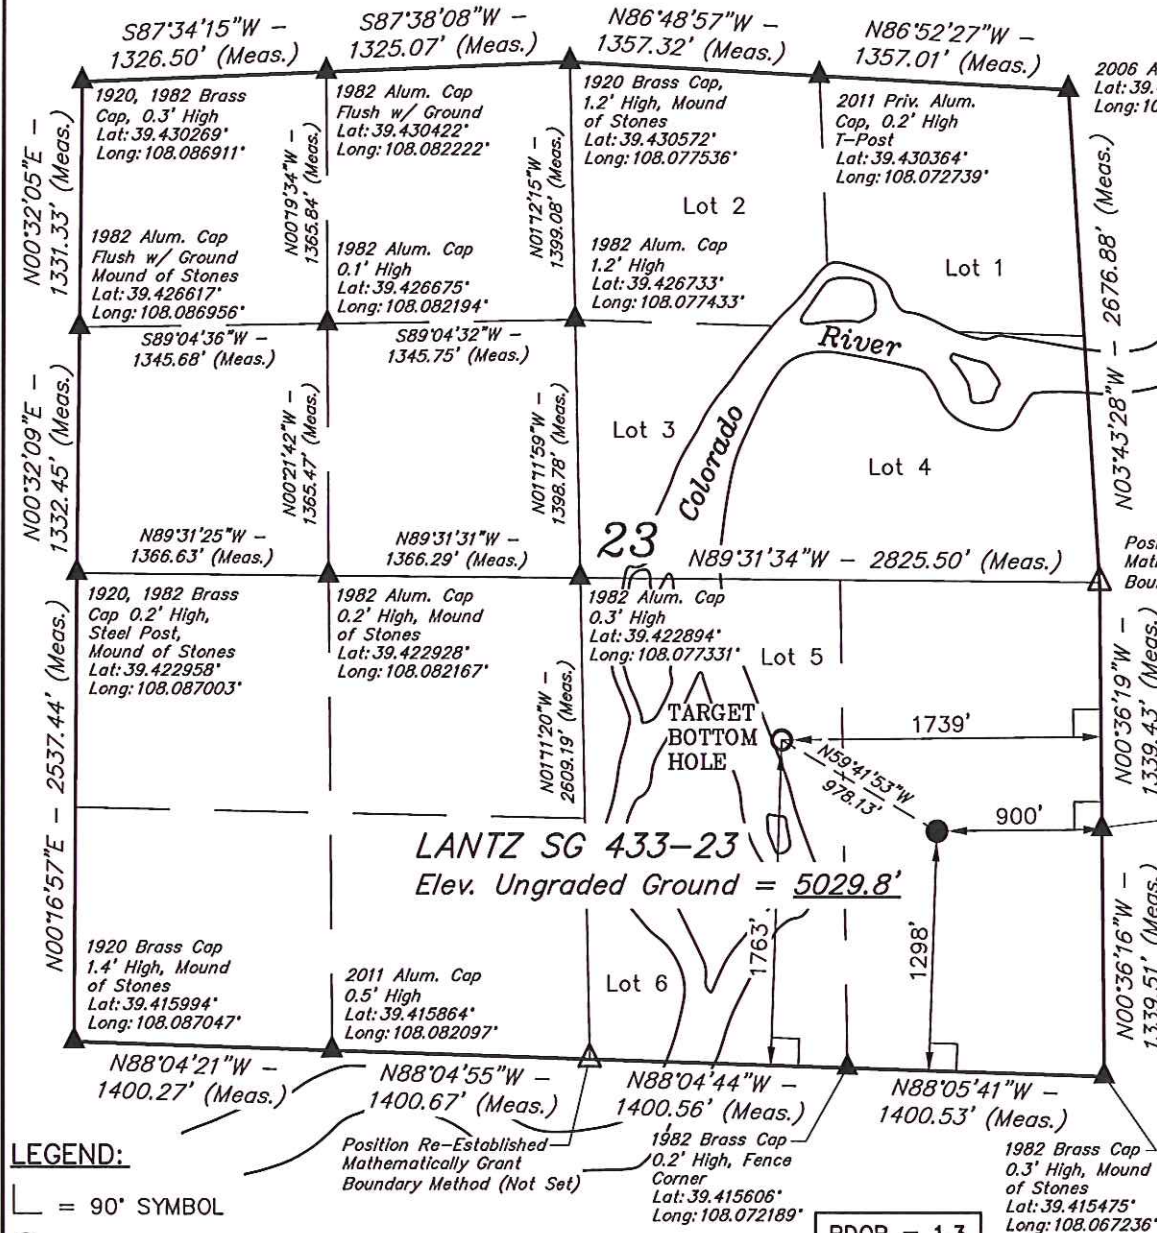 S87°34'15"W –
1326.50' (Meas.)
S87°38'08"W –
1325.07' (Meas.)
N86°48'57"W –
1357.32' (Meas.)
N86°52'27"W –
1357.01' (Meas.)
1920, 1982 Brass
Cap, 0.3' High
Lat: 39.430269°
Long: 108.086911°
1982 Alum. Cap
Flush w/ Ground
Lat: 39.430422°
Long: 108.082222°
1920 Brass Cap,
1.2' High, Mound
of Stones
Lat: 39.430572°
Long: 108.077536°
2011 Priv. Alum.
Cap, 0.2' High
T-Post
Lat: 39.430364°
Long: 108.072739°
2006
Lat: 39.
Long:
N00°32'05"E –
1331.33' (Meas.)
N00°19'34"W –
1365.84' (Meas.)
N01°12'15"W –
1399.08' (Meas.)
N03°43'28"W – 2676.88' (Meas.)
Lot 2
Lot 1
1982 Alum. Cap
Flush w/ Ground
Mound of Stones
Lat: 39.426617°
Long: 108.086956°
1982 Alum. Cap
0.1' High
Lat: 39.426675°
Long: 108.082194°
1982 Alum. Cap
1.2' High
Lat: 39.426733°
Long: 108.077433°
S89°04'36"W –
1345.68' (Meas.)
S89°04'32"W –
1345.75' (Meas.)
River
Colorado
Lot 3
Lot 4
N00°32'09"E –
1332.45' (Meas.)
N00°21'42"W –
1365.47' (Meas.)
N01°11'59"W –
1398.78' (Meas.)
N89°31'25"W –
1366.63' (Meas.)
N89°31'31"W –
1366.29' (Meas.)
23
N89°31'34"W – 2825.50' (Meas.)
1920, 1982 Brass
Cap 0.2' High,
Steel Post,
Mound of Stones
Lat: 39.422958°
Long: 108.087003°
1982 Alum. Cap
0.2' High, Mound
of Stones
Lat: 39.422928°
Long: 108.082167°
1982 Alum. Cap
0.3' High
Lat: 39.422894°
Long: 108.077331°
Lot 5
N00°16'57"E – 2537.44' (Meas.)
N01°11'20"W –
2609.19' (Meas.)
N00°36'19"W –
1339.43' (Meas.)
TARGET
BOTTOM
HOLE
1739'
N59°41'53"W
978.13'
900'
LANTZ SG 433-23
Elev. Ungraded Ground = 5029.8'
1763'
1298'
N00°36'16"W –
1339.51' (Meas.)
1920 Brass Cap
1.4' High, Mound
of Stones
Lat: 39.415994°
Long: 108.087047°
2011 Alum. Cap
0.5' High
Lat: 39.415864°
Long: 108.082097°
Lot 6
N88°04'21"W –
1400.27' (Meas.)
N88°04'55"W –
1400.67' (Meas.)
N88°04'44"W –
1400.56' (Meas.)
N88°05'41"W –
1400.53' (Meas.)
Position Re-Established
Mathematically Grant
Boundary Method (Not Set)
1982 Brass Cap
0.2' High, Fence
Corner
Lat: 39.415606°
Long: 108.072189°
1982 Brass Cap
0.3' High, Mound
of Stones
Lat: 39.415475°
Long: 108.067236°
LEGEND:
= 90° SYMBOL